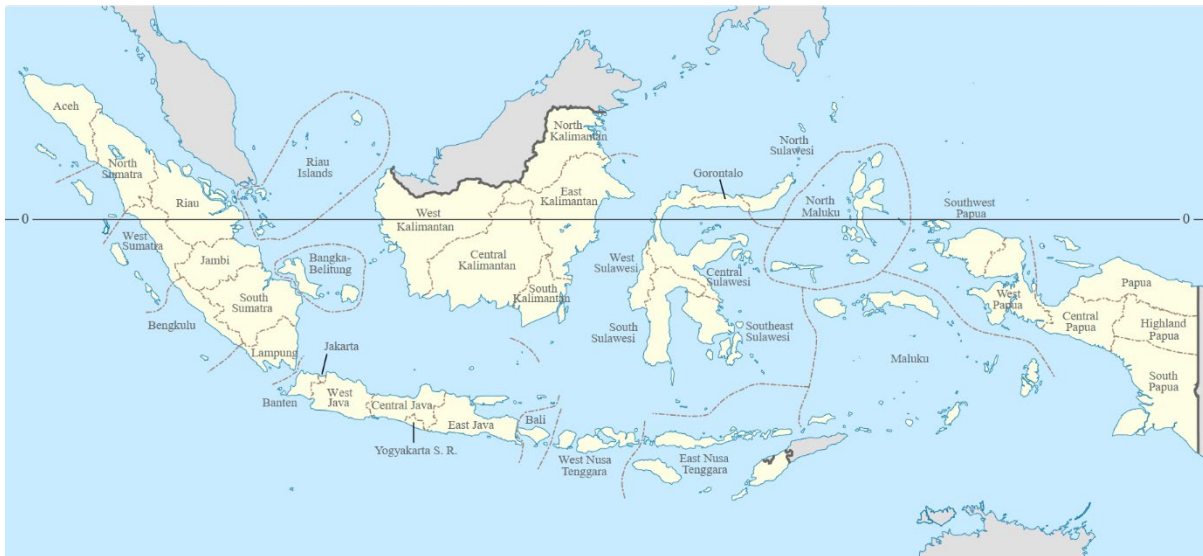 Aceh
North
Sumatra
Riau
Islands
Riau
West
Sumatra
Jambi
Bangka-
Belitung
South
Sumatra
Bengkulu
Lampung
Jakarta
Banten
West
Java
Central Java
East Java
Yogyakarta S. R.
Bali
West Nusa
Tenggara
East Nusa
Tenggara
North
Kalimantan
East
Kalimantan
West
Kalimantan
Central
Kalimantan
South
Kalimantan
North
Sulawesi
Gorontalo
West
Sulawesi
Central
Sulawesi
South
Sulawesi
Southeast
Sulawesi
North
Maluku
Maluku
Southwest
Papua
West
Papua
Central
Papua
Papua
Highland
Papua
South
Papua
0
0